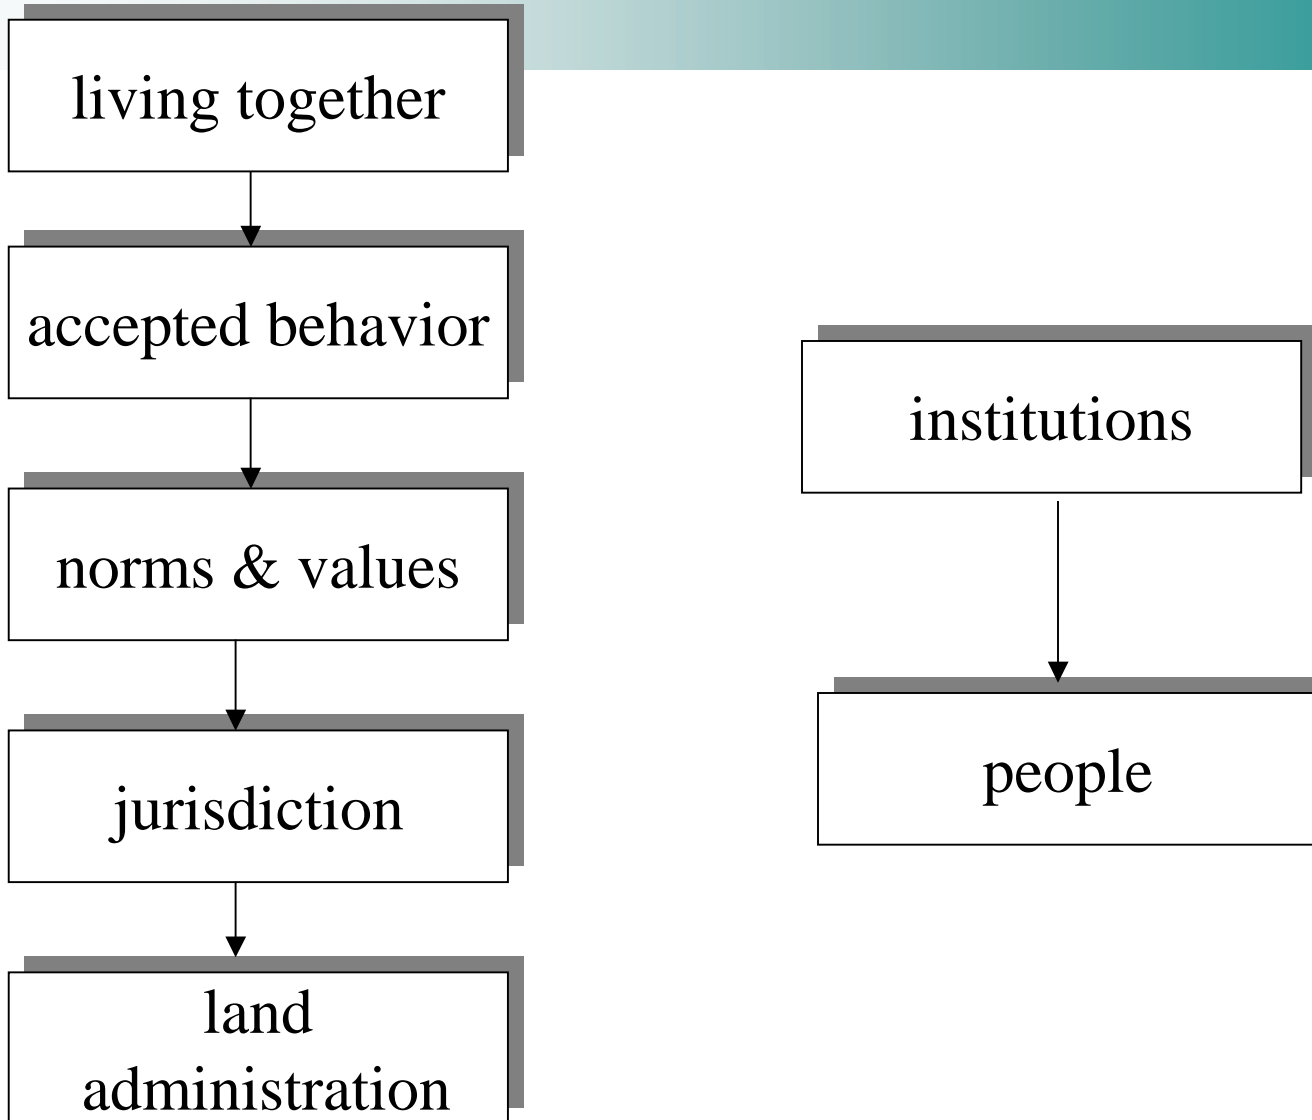 living together
accepted behavior
norms & values
jurisdiction
land
administration
institutions
people